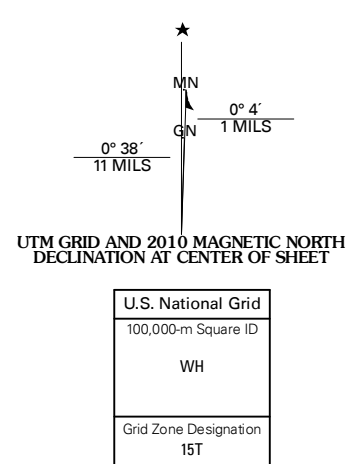 ★
MN
0° 4´
1 MILS
GN
0° 38´
11 MILS
UTM GRID AND 2010 MAGNETIC NORTH
DECLINATION AT CENTER OF SHEET
U.S. National Grid
100,000-m Square ID
WH
Grid Zone Designation
15T